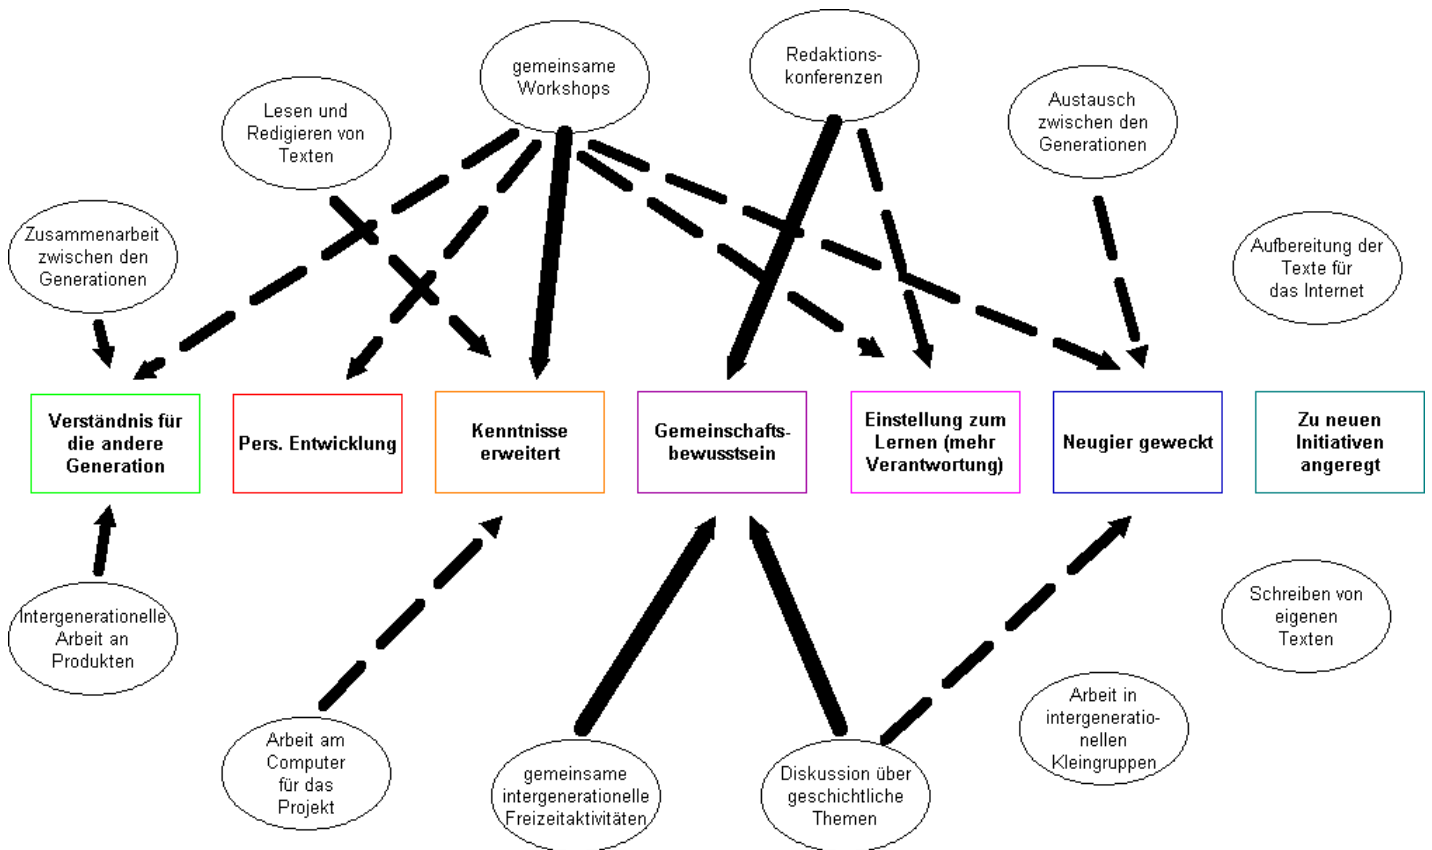 gemeinsame
Workshops
Redaktions-
konferenzen
Lesen und
Redigieren von
Texten
Austausch
zwischen den
Generationen
Zusammenarbeit
zwischen den
Generationen
Aufbereitung der
Texte für
das Internet
Verständnis für
die andere
Generation
Pers. Entwicklung
Kenntnisse
erweitert
Gemeinschafts-
bewusstsein
Einstellung zum
Lernen (mehr
Verantwortung)
Neugier geweckt
Zu neuen
Initiativen
angeregt
Intergenerationelle
Arbeit an
Produkten
Schreiben von
eigenen
Texten
Arbeit am
Computer
für das
Projekt
gemeinsame
intergenerationelle
Freizeitaktivitäten
Diskussion über
geschichtliche
Themen
Arbeit in
intergeneratio-
nellen
Kleingruppen